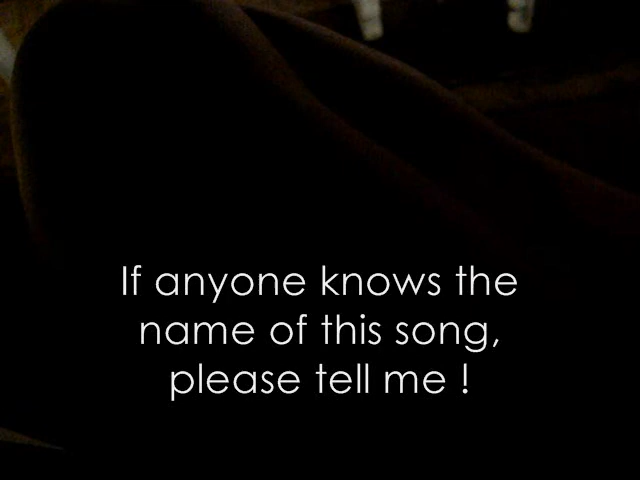 If anyone knows the
name of this song,
please tell me !